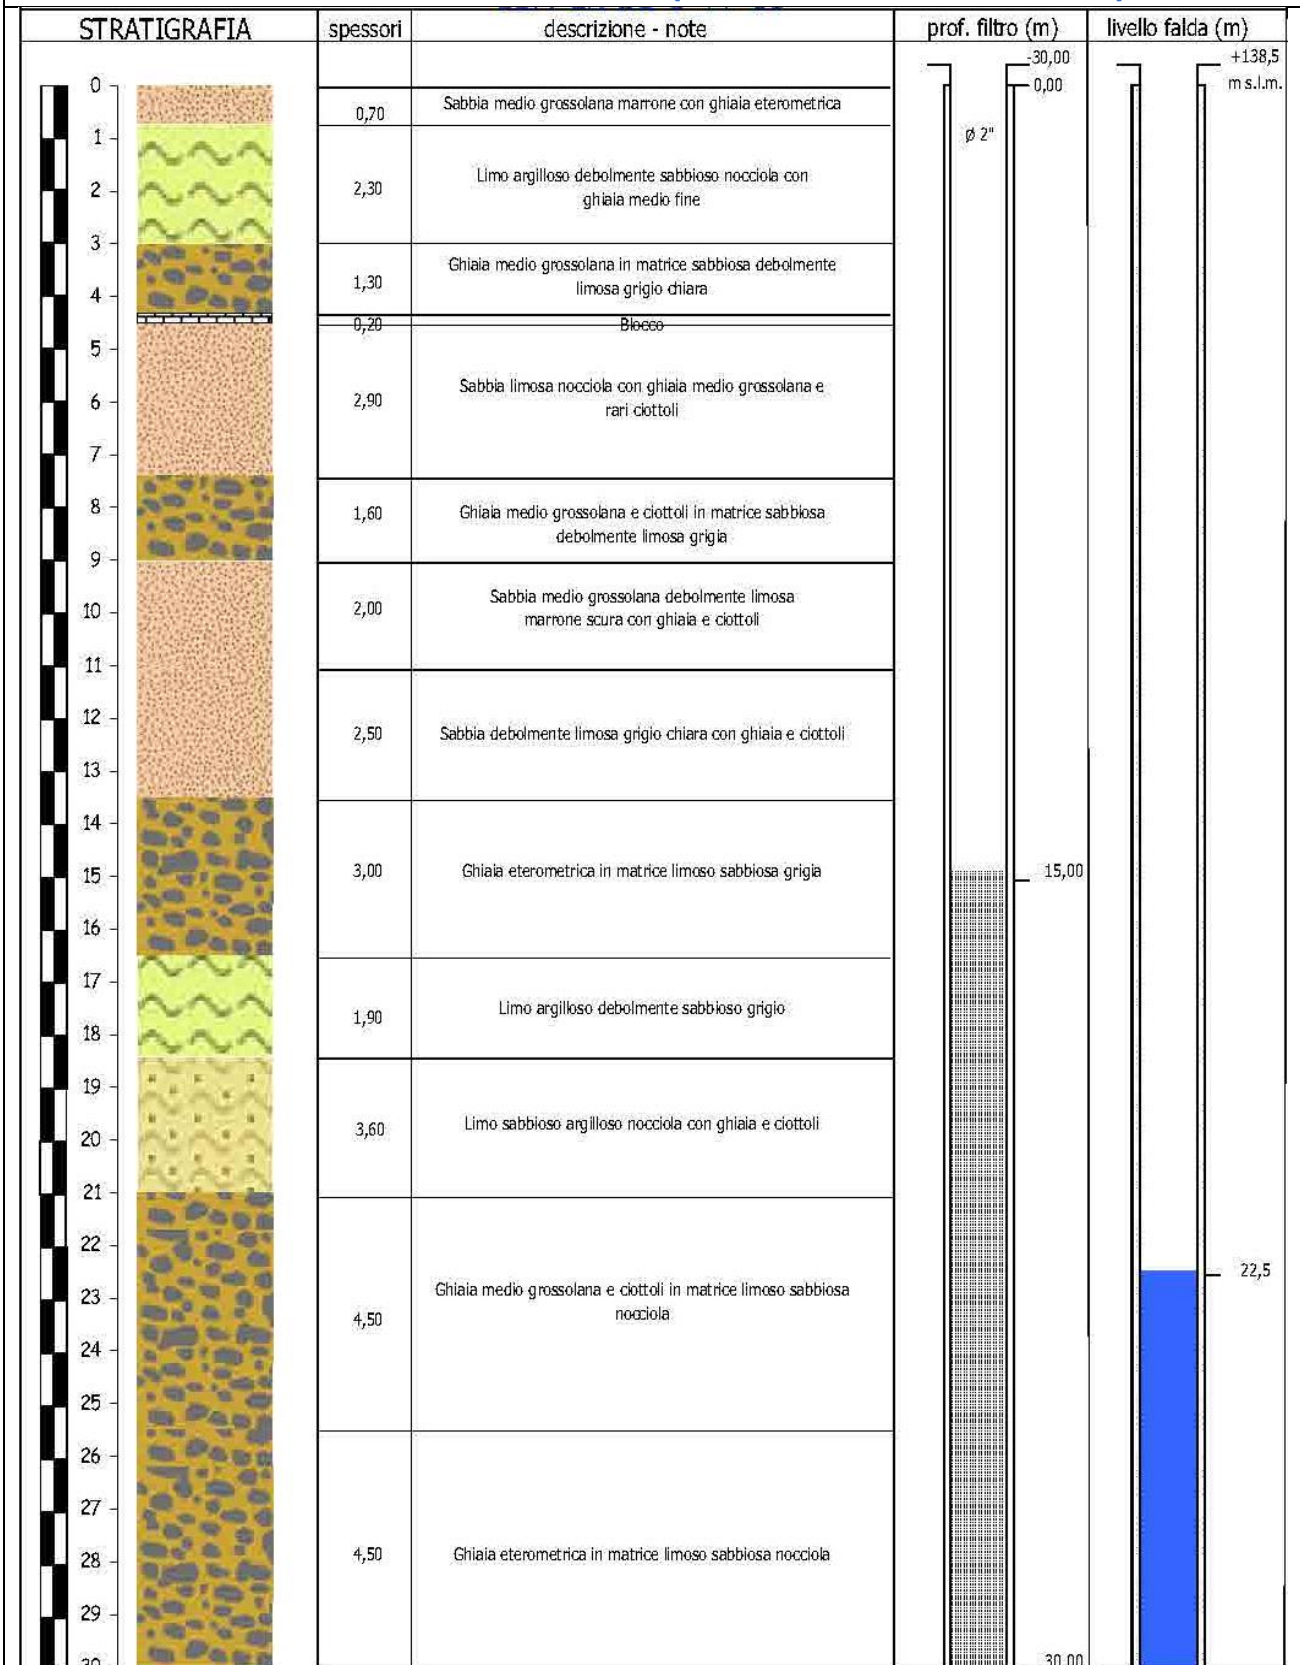 STRATIGRAFIA spessori descrizione - note prof. filtro (m) livello falda (m)
-30,00 +138,5
0 0,00 m s.l.m.
0,70 Sabbia medio grossolana marrone con ghiaia eterometrica
1 ø 2"
2,30 Limo argilloso debolmente sabbioso nocciola con
ghiaia medio fine
2
3
1,30 Ghiaia medio grossolana in matrice sabbiosa debolmente
limosa grigio chiara
4
0,20 Blocco
5
2,90 Sabbia limosa nocciola con ghiaia medio grossolana e
rari ciottoli
6
7
8 1,60 Ghiaia medio grossolana e ciottoli in matrice sabbiosa
debolmente limosa grigia
9
10 2,00 Sabbia medio grossolana debolmente limosa
marrone scura con ghiaia e ciottoli
11
12
2,50 Sabbia debolmente limosa grigio chiara con ghiaia e ciottoli
13
14
15 3,00 Ghiaia eterometrica in matrice limoso sabbiosa grigia 15,00
16
17
1,90 Limo argilloso debolmente sabbioso grigio
18
19
3,60 Limo sabbioso argilloso nocciola con ghiaia e ciottoli
20
21
22
22,5
23
4,50 Ghiaia medio grossolana e ciottoli in matrice limoso sabbiosa
nocciola
24
25
26
27
28 4,50 Ghiaia eterometrica in matrice limoso sabbiosa nocciola
29
30 30,00